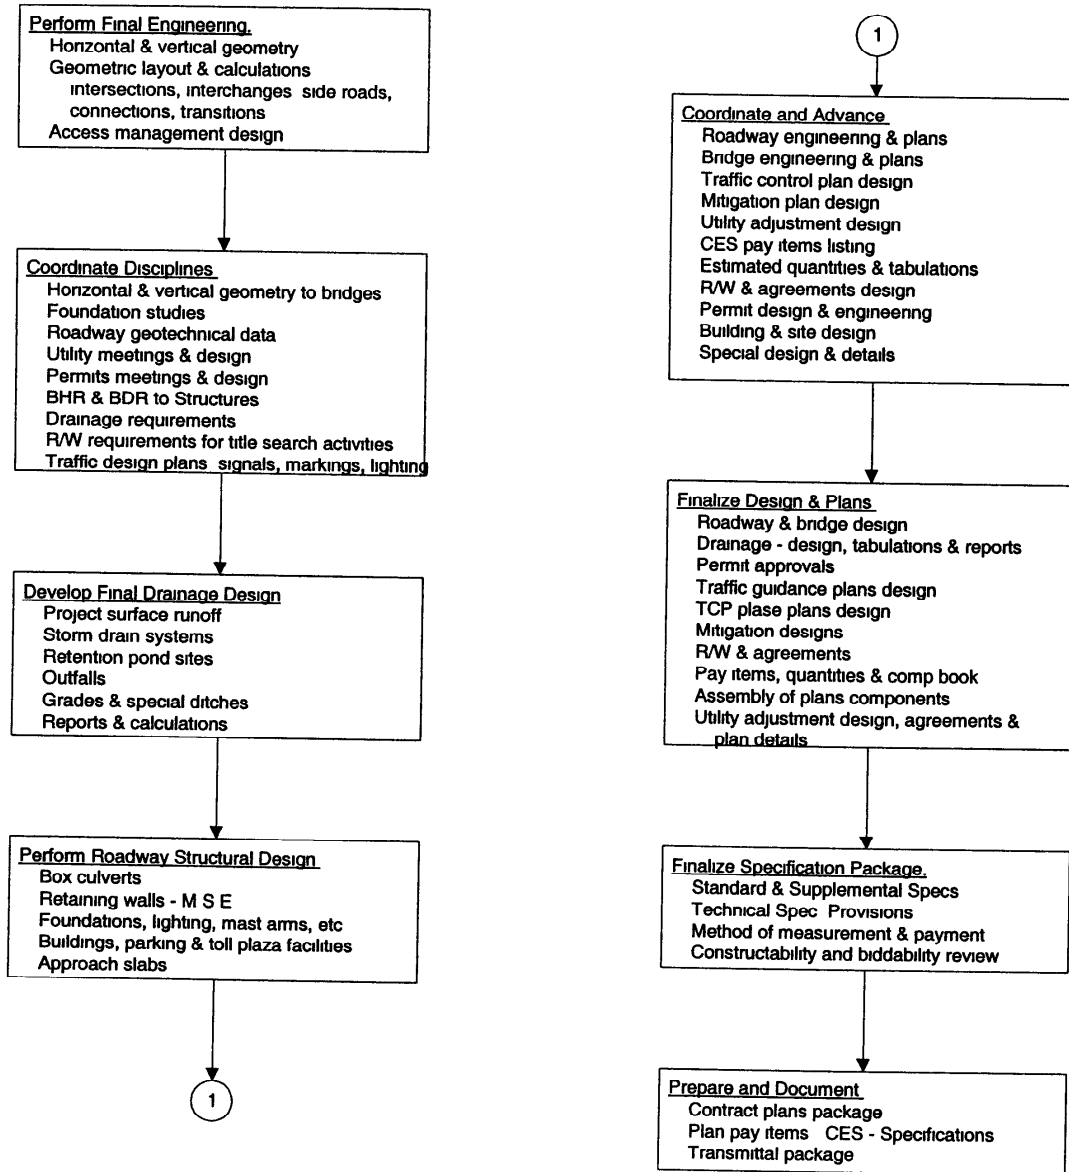 Perform Final Engineering.
Horizontal & vertical geometry
Geometric layout & calculations
intersections, interchanges side roads,
connections, transitions
Access management design
Coordinate Disciplines
Horizontal & vertical geometry to bridges
Foundation studies
Roadway geotechnical data
Utility meetings & design
Permits meetings & design
BHR & BDR to Structures
Drainage requirements
R/W requirements for title search activities
Traffic design plans signals, markings, lighting
Develop Final Drainage Design
Project surface runoff
Storm drain systems
Retention pond sites
Outfalls
Grades & special ditches
Reports & calculations
Perform Roadway Structural Design
Box culverts
Retaining walls - M S E
Foundations, lighting, mast arms, etc
Buildings, parking & toll plaza facilities
Approach slabs
1
1
Coordinate and Advance
Roadway engineering & plans
Bridge engineering & plans
Traffic control plan design
Mitigation plan design
Utility adjustment design
CES pay items listing
Estimated quantities & tabulations
R/W & agreements design
Permit design & engineering
Building & site design
Special design & details
Finalize Design & Plans
Roadway & bridge design
Drainage - design, tabulations & reports
Permit approvals
Traffic guidance plans design
TCP plase plans design
Mitigation designs
R/W & agreements
Pay items, quantities & comp book
Assembly of plans components
Utility adjustment design, agreements &
plan details
Finalize Specification Package.
Standard & Supplemental Specs
Technical Spec Provisions
Method of measurement & payment
Constructability and biddability review
Prepare and Document
Contract plans package
Plan pay items CES - Specifications
Transmittal package